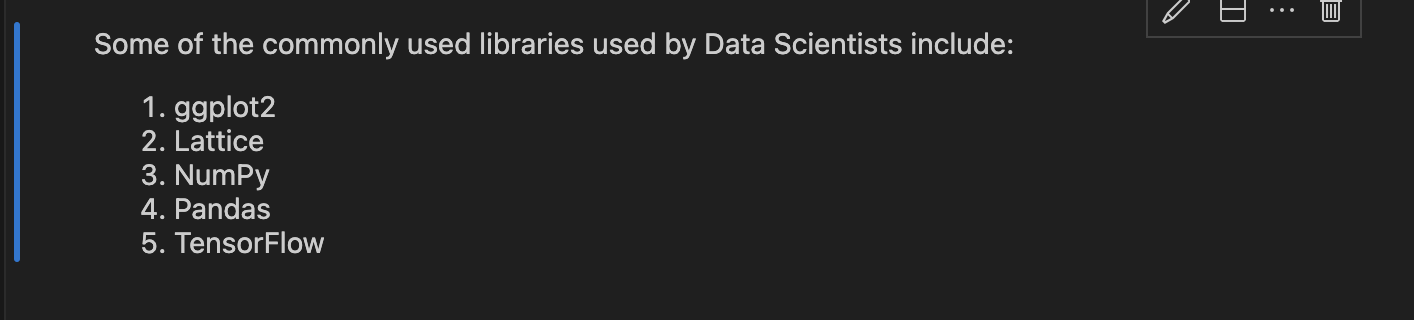 Some of the commonly used libraries used by Data Scientists include:
1. ggplot2
2. Lattice
3. NumPy
4. Pandas
5. TensorFlow